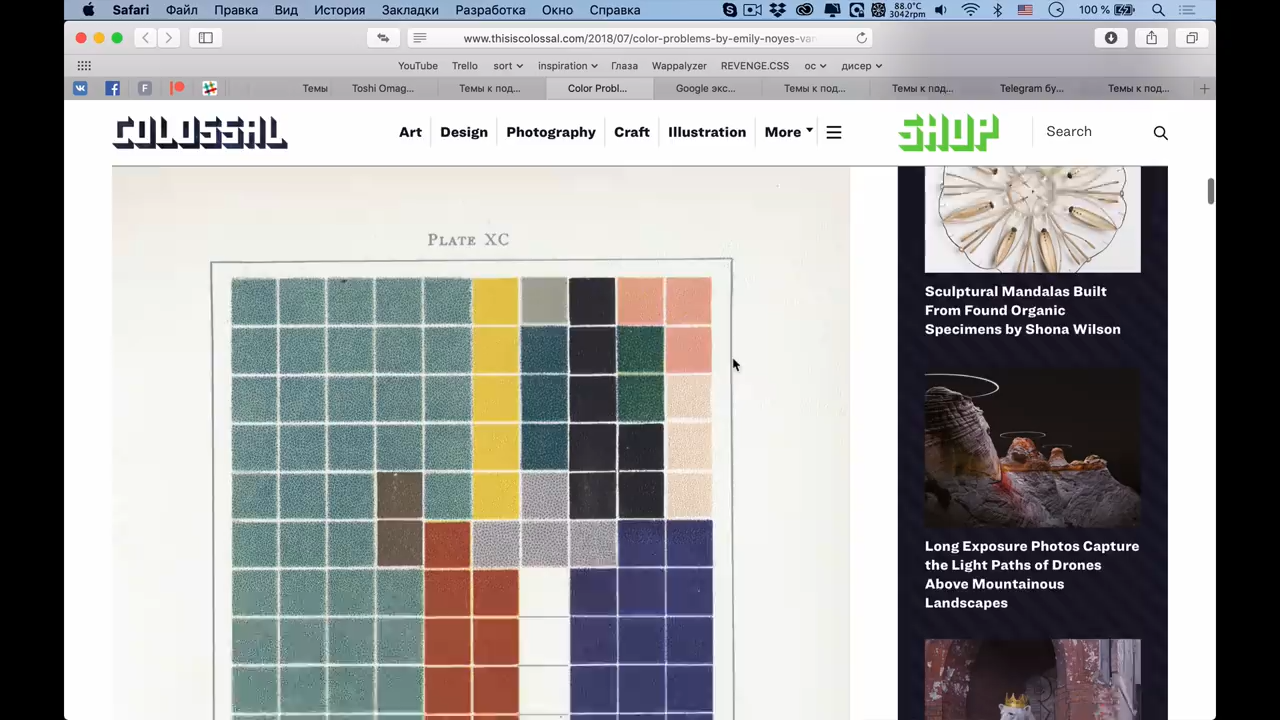 Safari Файл Правка Вид История Закладки Разработка Окно Справка 88.0°C 3042rpm 100 %
www.thisiscolossal.com/2018/07/color-problems-by-emily-noyes-van
YouTube Trello sort inspiration Глаза Wappalyzer REVENGE.CSS ос дисер
Темы Toshi Omag... Темы к под... Color Probl... Google экс... Темы к под... Темы к под... Telegram бу... Темы к под...
COLOSSAL Art Design Photography Craft Illustration More SHOP Search
PLATE XC
Sculptural Mandalas Built
From Found Organic
Specimens by Shona Wilson
Long Exposure Photos Capture
the Light Paths of Drones
Above Mountainous
Landscapes